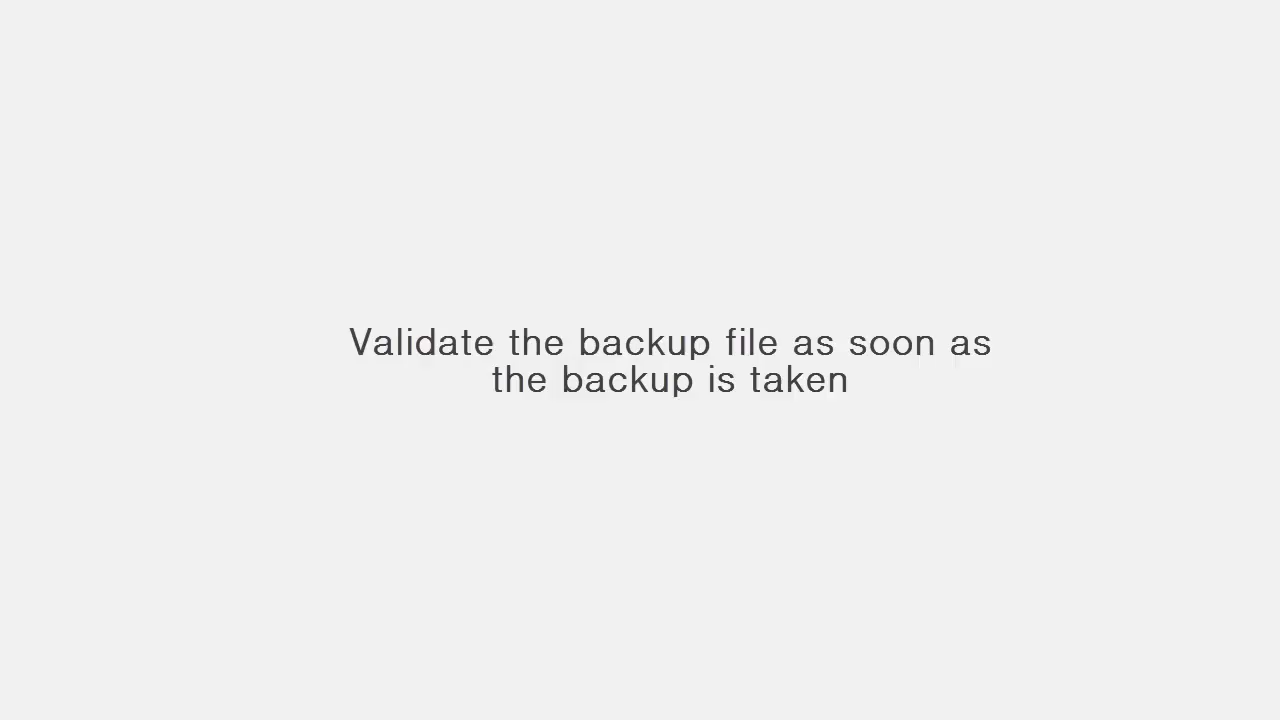 Validate the backup file as soon as
the backup is taken